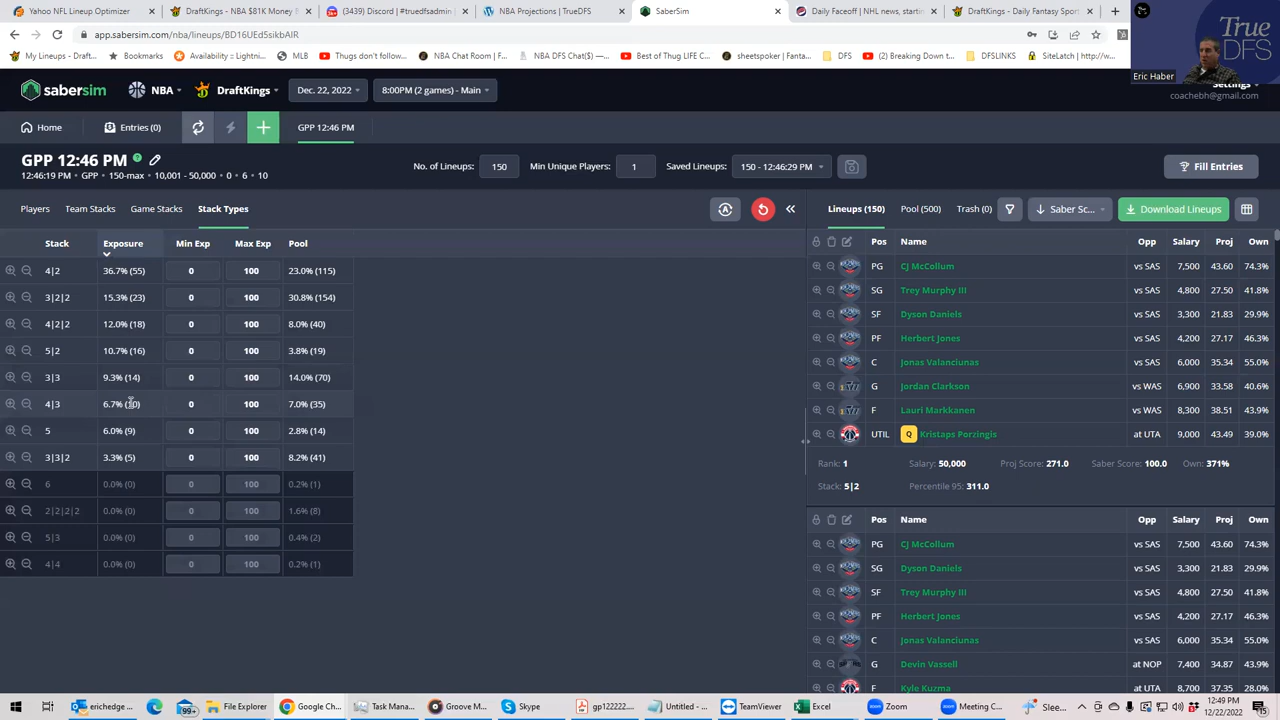 Yahoo NFL Lineup Optimizer
DraftKings - NBA $81K Money
(3439) Discord | #truedfsadmin
NBA Projections | TrueDFS
SaberSim
Daily Faceoff | NHL news, startin
DraftKings - Daily Fantasy Sport
app.sabersim.com/nba/lineups/BD16UEdSsikbAIR
My Lineups - Draft...
Bookmarks
Availability :: Lightni...
MLB
Thugs don't follow...
NBA Chat Room | F...
NBA DFS Chat($) —...
Best of Thug LIFE C...
sheetspoker | Fanta...
DFS
(2) Breaking Down t...
DFSLINKS
SiteLatch | http://w...
True DFS
Eric Haber
sabersim
NBA
DraftKings
Dec. 22, 2022
8:00PM (2 games) - Main
Settings
coachebh@gmail.com
Home
Entries (0)
GPP 12:46 PM
GPP 12:46 PM
12:46:19 PM • GPP • 150-max • 10,001 - 50,000 • 0 • 6 • 10
No. of Lineups: 150
Min Unique Players: 1
Saved Lineups: 150 - 12:46:29 PM
Fill Entries
Players
Team Stacks
Game Stacks
Stack Types
Lineups (150)
Pool (500)
Trash (0)
Saber Sc...
Download Lineups
Stack Exposure Min Exp Max Exp Pool
4|2 36.7% (55) 0 100 23.0% (115)
3|2|2 15.3% (23) 0 100 30.8% (154)
4|2|2 12.0% (18) 0 100 8.0% (40)
5|2 10.7% (16) 0 100 3.8% (19)
3|3 9.3% (14) 0 100 14.0% (70)
4|3 6.7% (10) 0 100 7.0% (35)
5 6.0% (9) 0 100 2.8% (14)
3|3|2 3.3% (5) 0 100 8.2% (41)
6 0.0% (0) 0 100 0.2% (1)
2|2|2|2 0.0% (0) 0 100 1.6% (8)
5|3 0.0% (0) 0 100 0.4% (2)
4|4 0.0% (0) 0 100 0.2% (1)
Pos Name Opp Salary Proj Own
PG CJ McCollum vs SAS 7,500 43.60 74.3%
SG Trey Murphy III vs SAS 4,800 27.50 41.8%
SF Dyson Daniels vs SAS 3,300 21.83 29.9%
PF Herbert Jones vs SAS 4,200 27.17 46.3%
C Jonas Valanciunas vs SAS 6,000 35.34 55.0%
G Jordan Clarkson vs WAS 6,900 33.58 40.6%
F Lauri Markkanen vs WAS 8,300 38.51 43.9%
UTIL Q Kristaps Porzingis at UTA 9,000 43.49 39.0%
Rank: 1 Salary: 50,000 Proj Score: 271.0 Saber Score: 100.0 Own: 371%
Stack: 5|2 Percentile 95: 311.0
Pos Name Opp Salary Proj Own
PG CJ McCollum vs SAS 7,500 43.60 74.3%
SG Dyson Daniels vs SAS 3,300 21.83 29.9%
SF Trey Murphy III vs SAS 4,800 27.50 41.8%
PF Herbert Jones vs SAS 4,200 27.17 46.3%
C Jonas Valanciunas vs SAS 6,000 35.34 55.0%
G Devin Vassell at NOP 7,400 34.87 43.9%
F Kyle Kuzma at UTA 8,700 37.35 28.0%
erichedge...
99+
File Explorer
Google Ch...
Task Mana...
Groove M...
Skype
gp122222...
Untitled - ...
TeamViewer
Excel
Zoom
Meeting C...
12:49 PM
12/22/2022